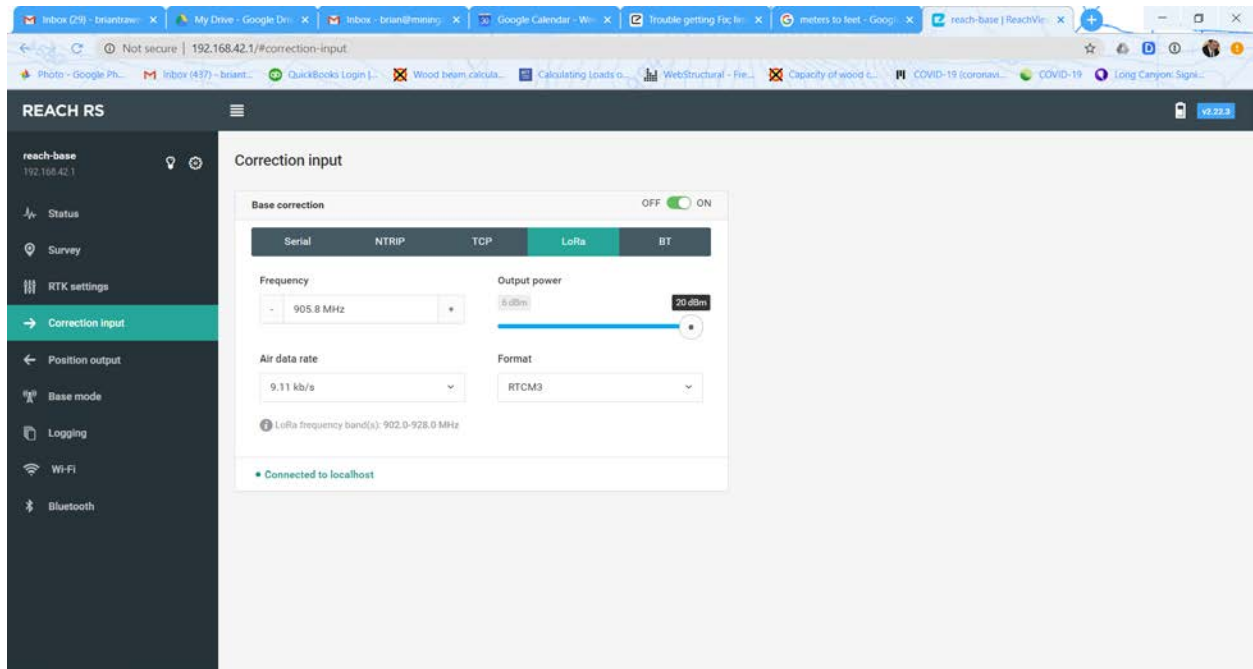 Inbox (29) - briantrawe
My Drive - Google Dri
Inbox - brian@mining
Google Calendar - We
Trouble getting Fix: lin
meters to feet - Goog
reach-base | ReachVie
Not secure | 192.168.42.1/#correction-input
Photo - Google Ph...
Inbox (437) - briant...
QuickBooks Login |...
Wood beam calcula...
Calculating Loads o...
WebStructural - Fre...
Capacity of wood c...
COVID-19 (coronavi...
COVID-19
Long Canyon: Signi...
REACH RS
v2.22.3
reach-base
192.168.42.1
Status
Survey
RTK settings
Correction input
Position output
Base mode
Logging
Wi-Fi
Bluetooth
Correction input
Base correction
OFF ON
Serial NTRIP TCP LoRa BT
Frequency
- 905.8 MHz +
Output power
6 dBm 20 dBm
Air data rate
9.11 kb/s
Format
RTCM3
LoRa frequency band(s): 902.0-928.0 MHz
Connected to localhost